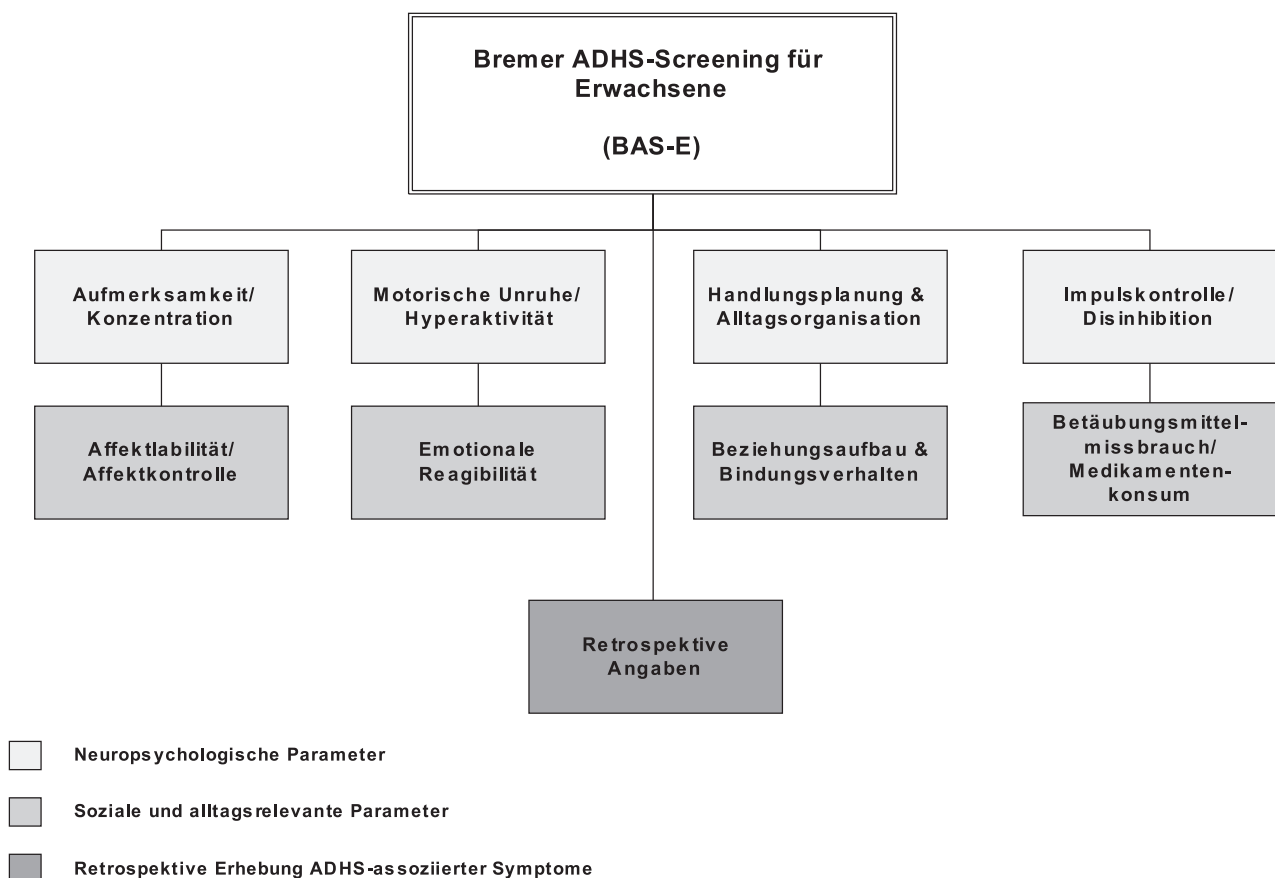 Bremer ADHS-Screening für
Erwachsene
(BAS-E)
Aufmerksamkeit/
Konzentration
Motorische Unruhe/
Hyperaktivität
Handlungsplanung &
Alltagsorganisation
Impulskontrolle/
Disinhibition
Affektlabilität/
Affektkontrolle
Emotionale
Reagibilität
Beziehungsaufbau &
Bindungsverhalten
Betäubungsmittel-
missbrauch/
Medikamenten-
konsum
Retrospektive
Angaben
Neuropsychologische Parameter
Soziale und alltagsrelevante Parameter
Retrospektive Erhebung ADHS-assoziierter Symptome